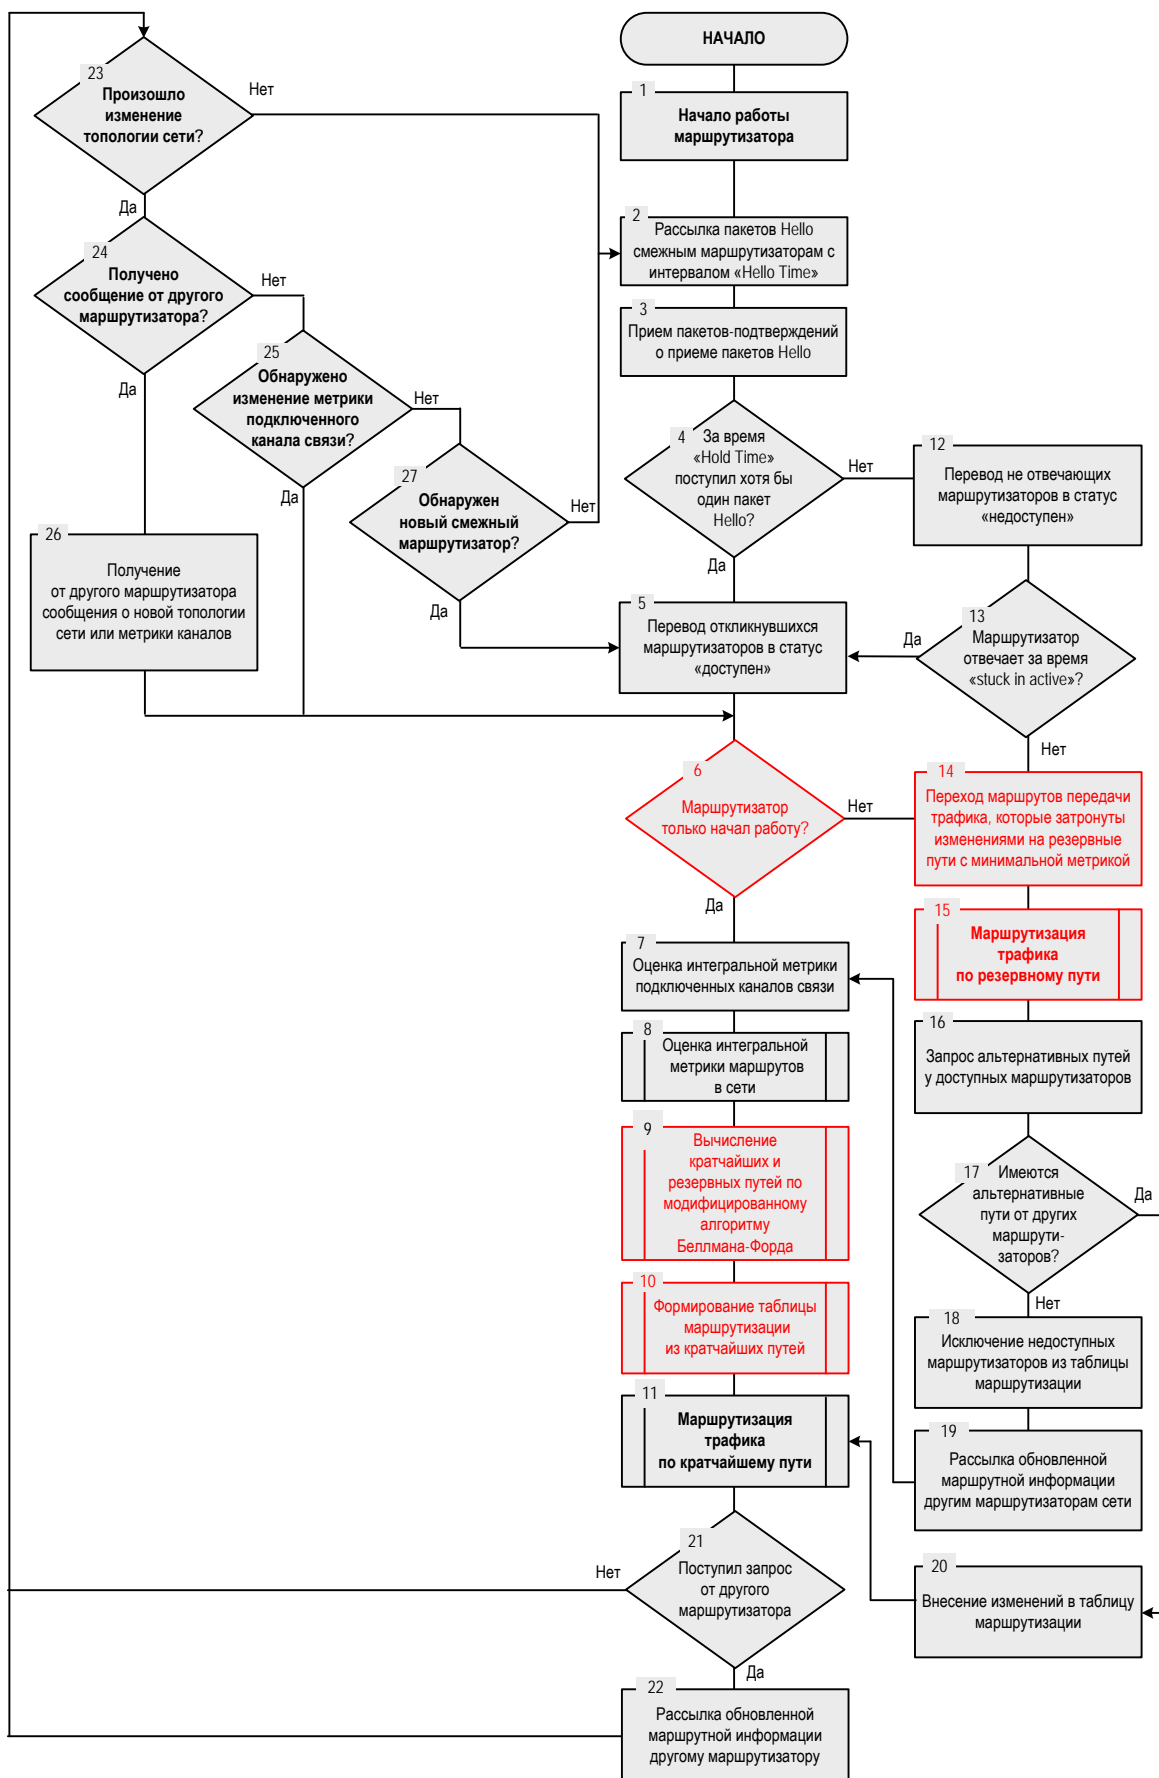 НАЧАЛО
1
Начало работы
маршрутизатора
2
Рассылка пакетов Hello
смежным маршрутизаторам с
интервалом «Hello Time»
3
Прием пакетов-подтверждений
о приеме пакетов Hello
4
За время
«Hold Time»
поступил хотя бы
один пакет
Hello?
Нет
Да
5
Перевод откликнувшихся
маршрутизаторов в статус
«доступен»
6
Маршрутизатор
только начал работу?
Нет
Да
7
Оценка интегральной метрики
подключенных каналов связи
8
Оценка интегральной
метрики маршрутов
в сети
9
Вычисление
кратчайших и
резервных путей по
модифицированному
алгоритму
Беллмана-Форда
10
Формирование таблицы
маршрутизации
из кратчайших путей
11
Маршрутизация
трафика
по кратчайшему пути
12
Перевод не отвечающих
маршрутизаторов в статус
«недоступен»
13
Маршрутизатор
отвечает за время
«stuck in active»?
Да
Нет
14
Переход маршрутов передачи
трафика, которые затронуты
изменениями на резервные
пути с минимальной метрикой
15
Маршрутизация
трафика
по резервному пути
16
Запрос альтернативных путей
у доступных маршрутизаторов
17
Имеются
альтернативные
пути от других
маршрути-
заторов?
Да
Нет
18
Исключение недоступных
маршрутизаторов из таблицы
маршрутизации
19
Рассылка обновленной
маршрутной информации
другим маршрутизаторам сети
20
Внесение изменений в таблицу
маршрутизации
21
Поступил запрос
от другого
маршрутизатора
Нет
Да
22
Рассылка обновленной
маршрутной информации
другому маршрутизатору
23
Произошло
изменение
топологии сети?
Нет
Да
24
Получено
сообщение от другого
маршрутизатора?
Нет
Да
25
Обнаружено
изменение метрики
подключенного
канала связи?
Нет
Да
26
Получение
от другого маршрутизатора
сообщения о новой топологии
сети или метрики каналов
27
Обнаружен
новый смежный
маршрутизатор?
Нет
Да